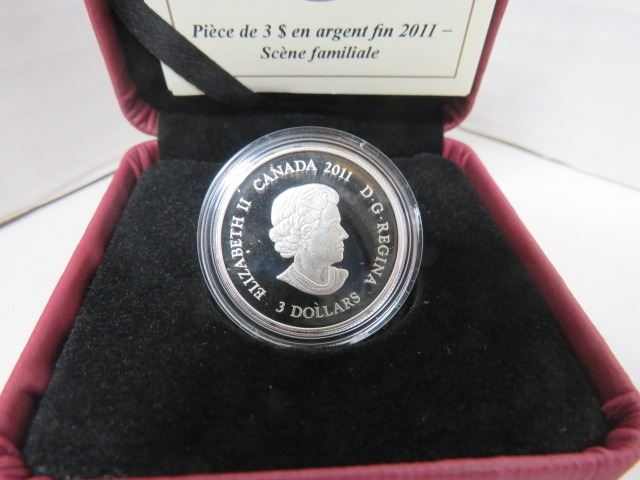 Pièce de 3 $ en argent fin 2011 –
Scène familiale
ELIZABETH II CANADA 2011 D·G·REGINA
3 DOLLARS